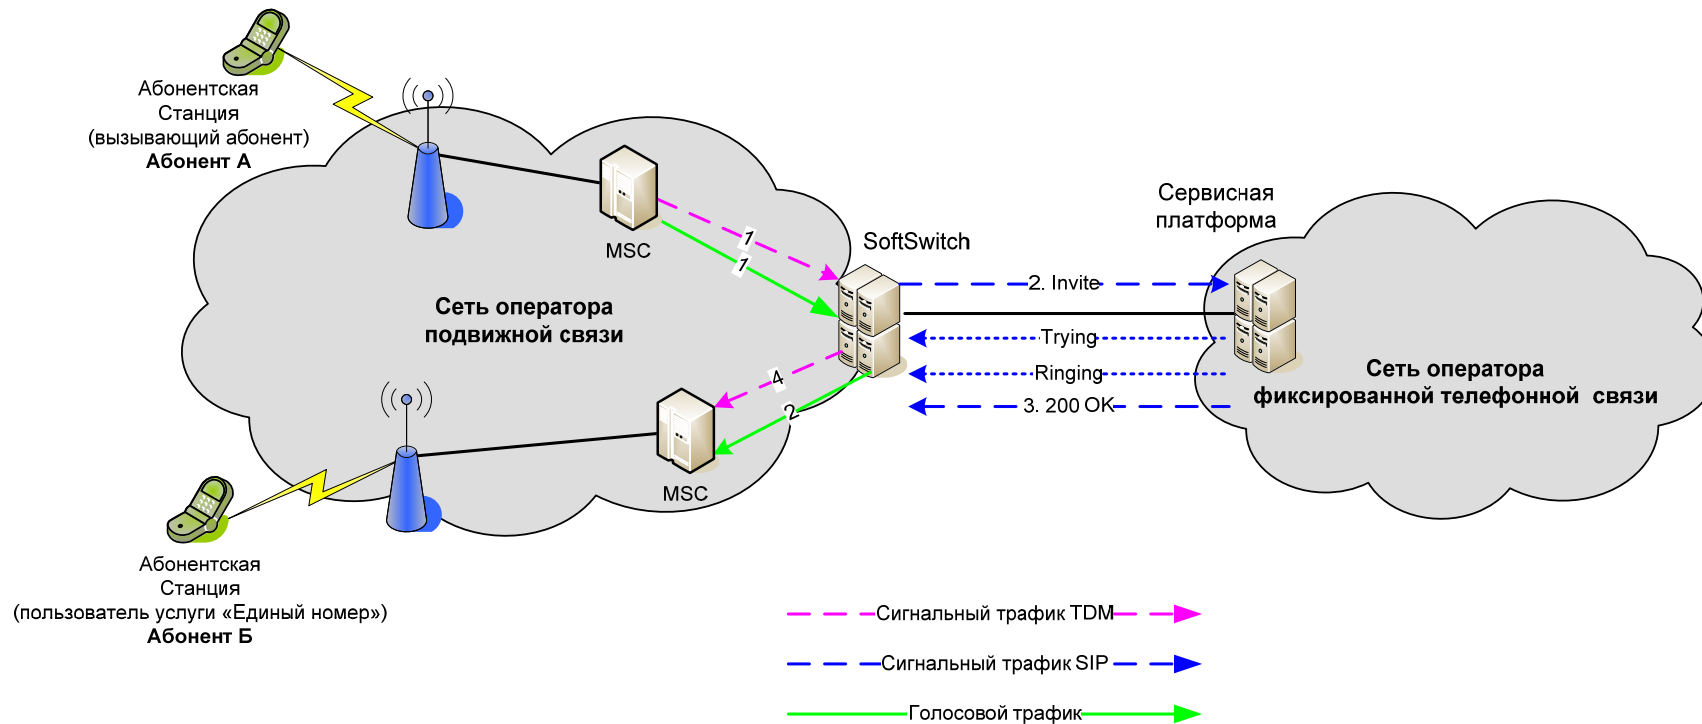 Абонентская
Станция
(вызывающий абонент)
Абонент А
MSC
1
1
SoftSwitch
Сервисная
платформа
2. Invite
Сеть оператора
подвижной связи
Trying
Ringing
3. 200 OK
Сеть оператора
фиксированной телефонной связи
4
2
MSC
Абонентская
Станция
(пользователь услуги «Единый номер»)
Абонент Б
Сигнальный трафик TDM
Сигнальный трафик SIP
Голосовой трафик